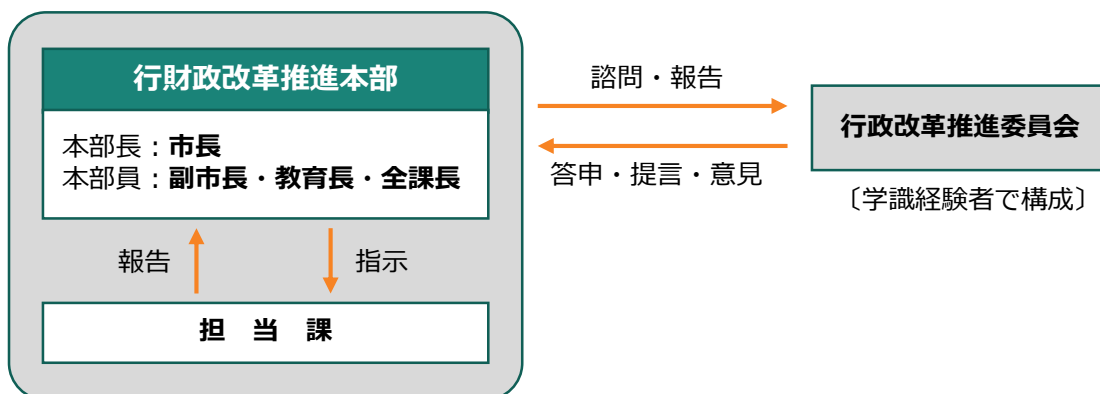 行財政改革推進本部
本部長：市長
本部員：副市長・教育長・全課長
報告
指示
担　当　課
諮問・報告
答申・提言・意見
行政改革推進委員会
〔学識経験者で構成〕